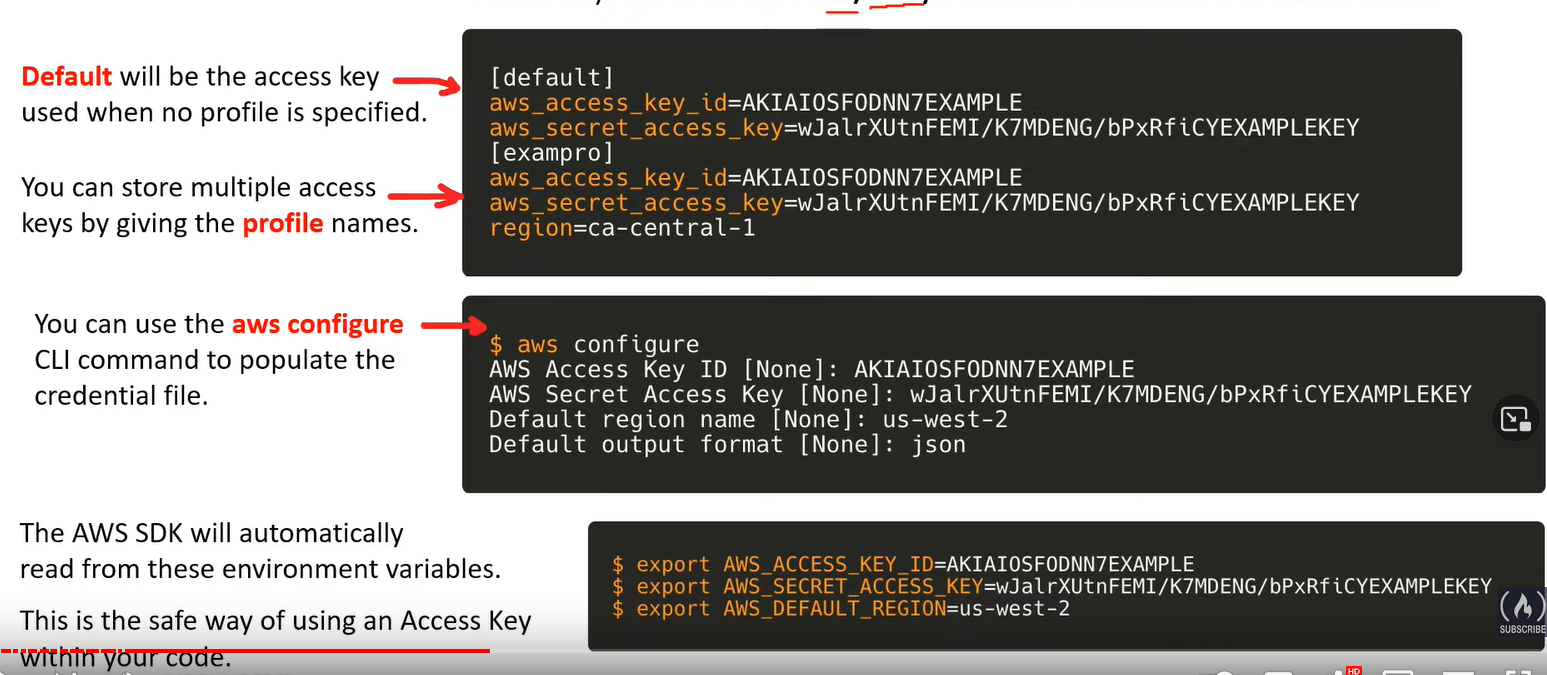 Default will be the access key
used when no profile is specified.
[default]
aws_access_key_id=AKIAIOSFODNN7EXAMPLE
aws_secret_access_key=wJalrXUtnFEMI/K7MDENG/bPxRfiCYEXAMPLEKEY
[exampro]
aws_access_key_id=AKIAIOSFODNN7EXAMPLE
aws_secret_access_key=wJalrXUtnFEMI/K7MDENG/bPxRfiCYEXAMPLEKEY
region=ca-central-1
You can store multiple access
keys by giving the profile names.
You can use the aws configure
CLI command to populate the
credential file.
$ aws configure
AWS Access Key ID [None]: AKIAIOSFODNN7EXAMPLE
AWS Secret Access Key [None]: wJalrXUtnFEMI/K7MDENG/bPxRfiCYEXAMPLEKEY
Default region name [None]: us-west-2
Default output format [None]: json
The AWS SDK will automatically
read from these environment variables.
This is the safe way of using an Access Key
within your code.
$ export AWS_ACCESS_KEY_ID=AKIAIOSFODNN7EXAMPLE
$ export AWS_SECRET_ACCESS_KEY=wJalrXUtnFEMI/K7MDENG/bPxRfiCYEXAMPLEKEY
$ export AWS_DEFAULT_REGION=us-west-2
SUBSCRIBE
HD